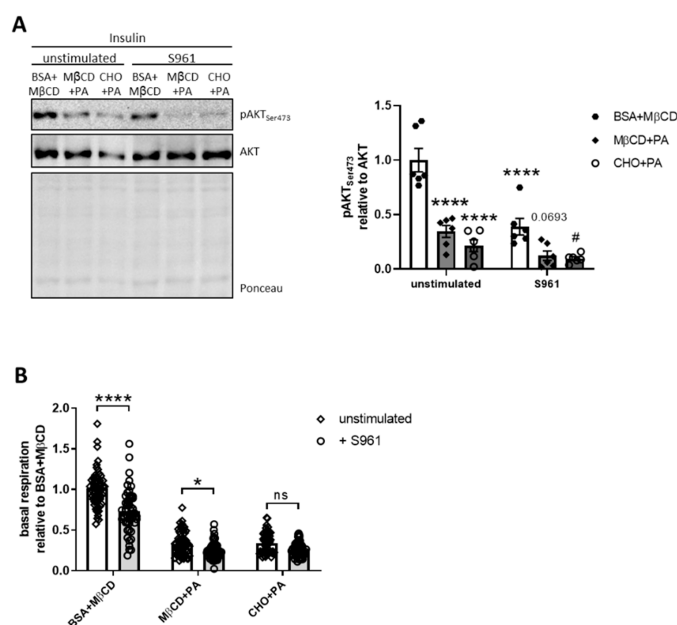 A
Insulin
unstimulated S961
BSA+ MβCD CHO BSA+ MβCD CHO
MβCD +PA +PA MβCD +PA +PA
pAKTSer473
AKT
Ponceau
pAKTSer473
relative to AKT
1.5
1.0
0.5
0.0
**** **** **** 0.0693 #
unstimulated S961
BSA+MβCD
MβCD+PA
CHO+PA
B
basal respiration
relative to BSA+MβCD
2.0
1.5
1.0
0.5
0.0
**** * ns
BSA+MβCD MβCD+PA CHO+PA
unstimulated
+ S961